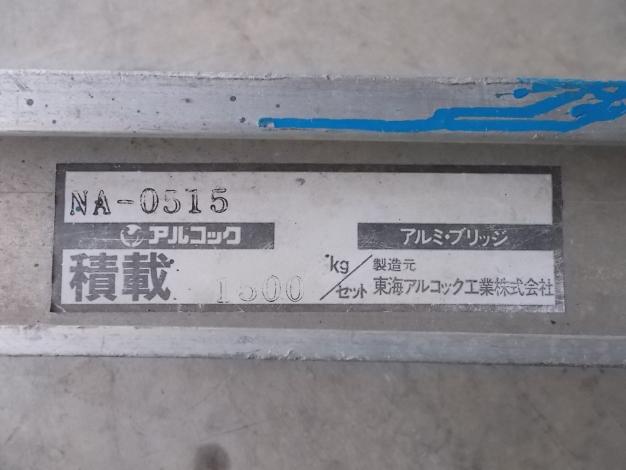 NA-0515
アルコック アルミ・ブリッジ
積載 1500 kg/セット 製造元
東海アルコック工業株式会社